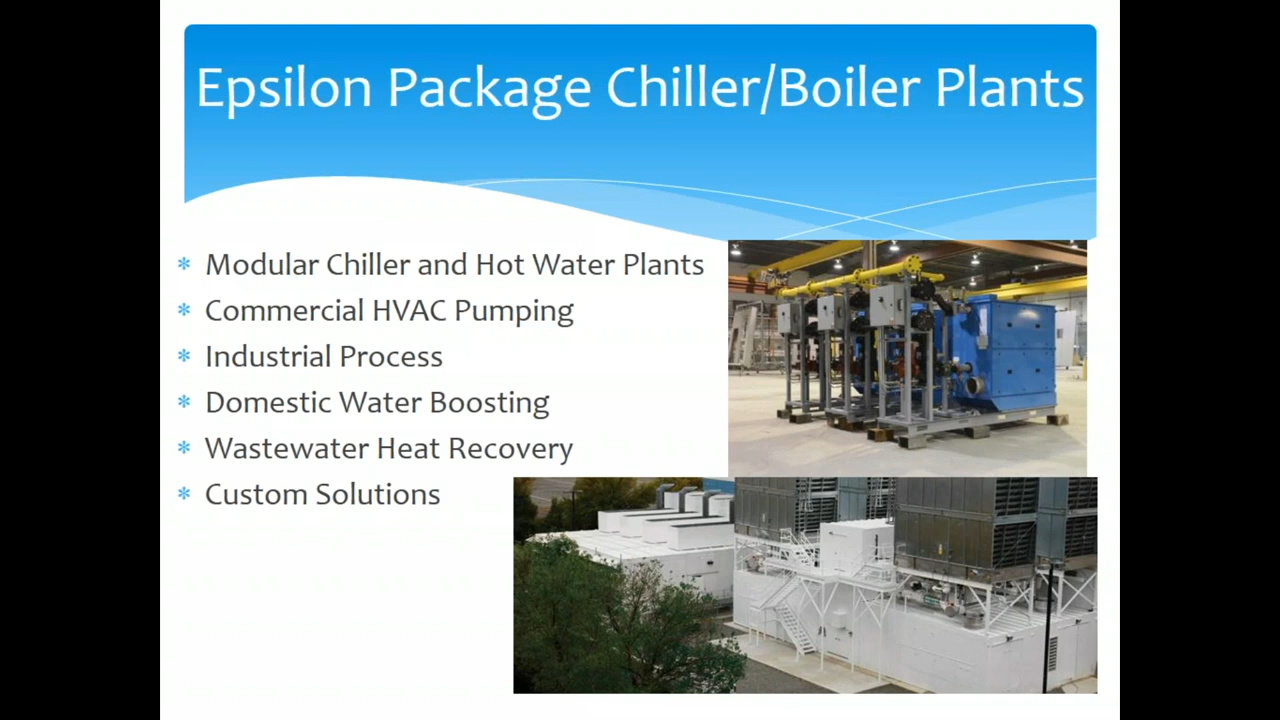 Epsilon Package Chiller/Boiler Plants
* Modular Chiller and Hot Water Plants
* Commercial HVAC Pumping
* Industrial Process
* Domestic Water Boosting
* Wastewater Heat Recovery
* Custom Solutions